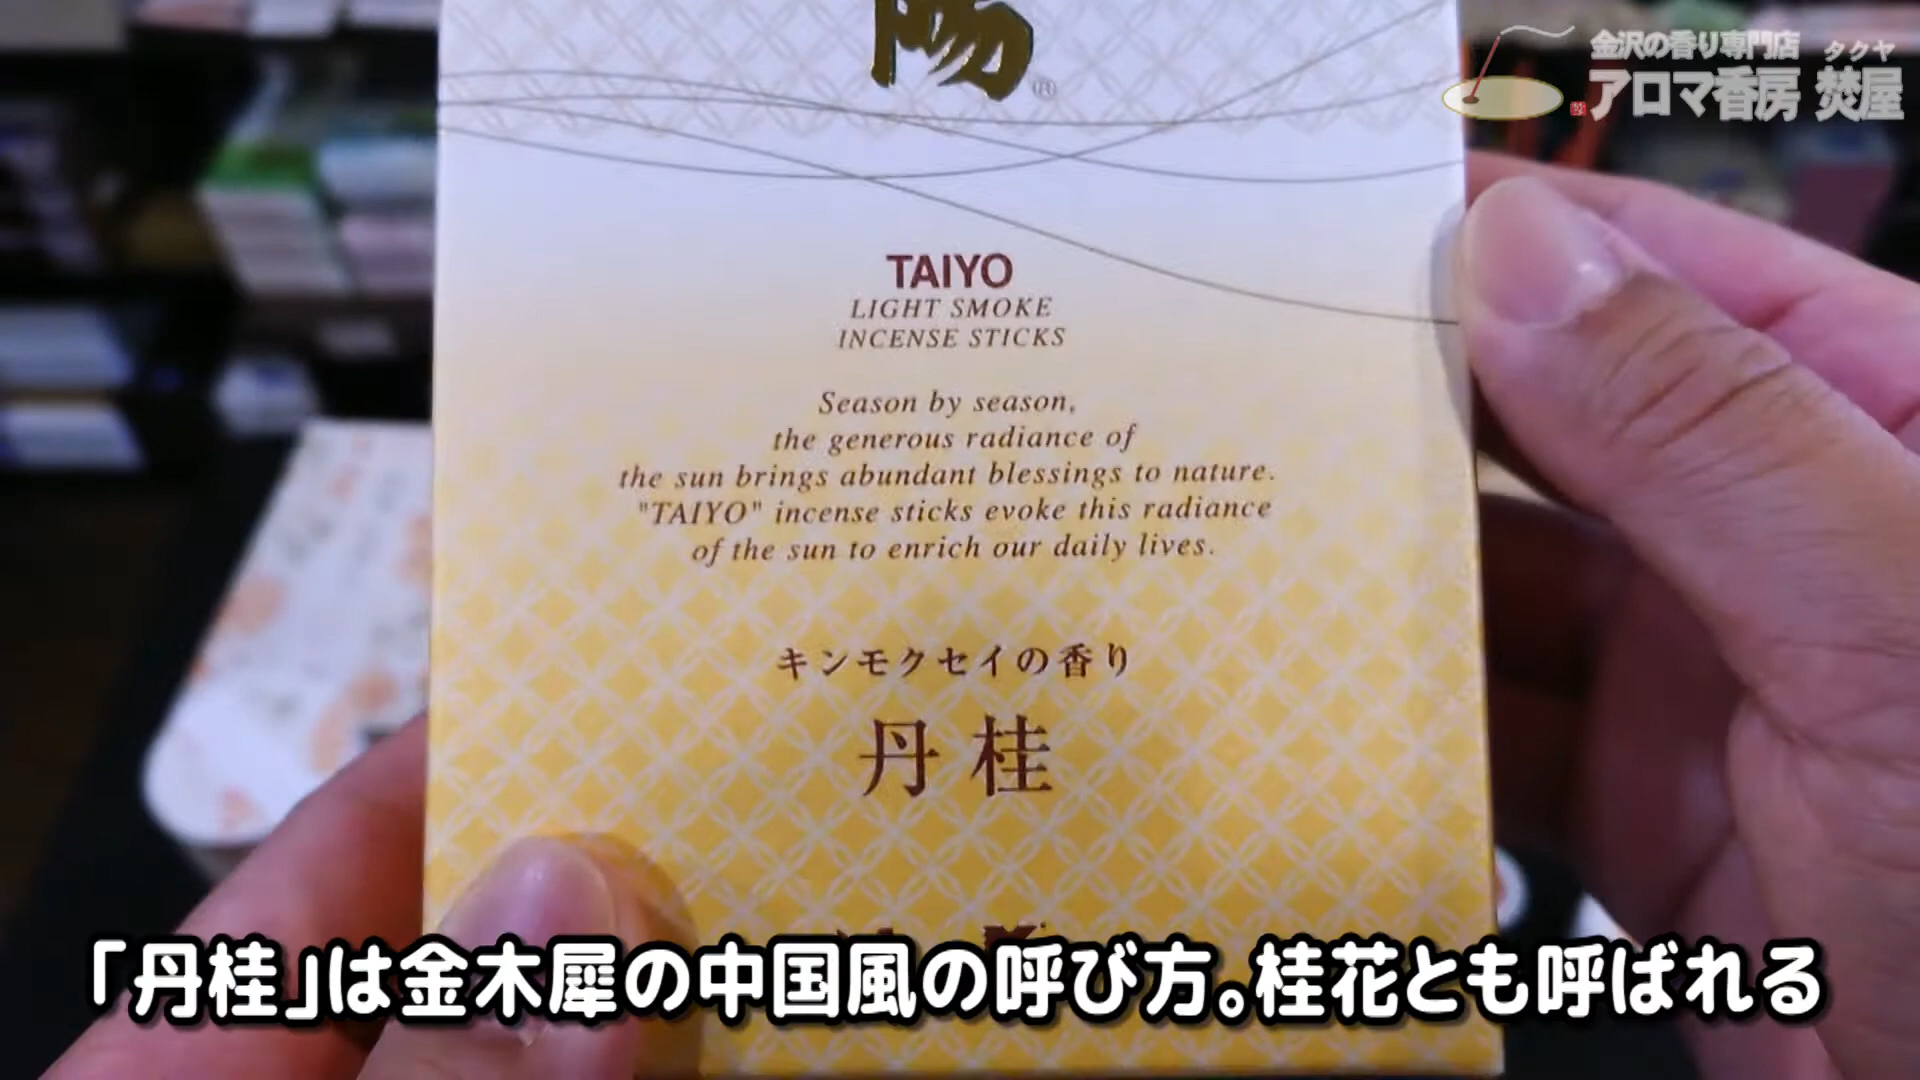 金沢の香り専門店
タクヤ
アロマ香房 焚屋
陽
TAIYO
LIGHT SMOKE
INCENSE STICKS
Season by season,
the generous radiance of
the sun brings abundant blessings to nature.
"TAIYO" incense sticks evoke this radiance
of the sun to enrich our daily lives.
キンモクセイの香り
丹桂
「丹桂」は金木犀の中国風の呼び方。桂花とも呼ばれる